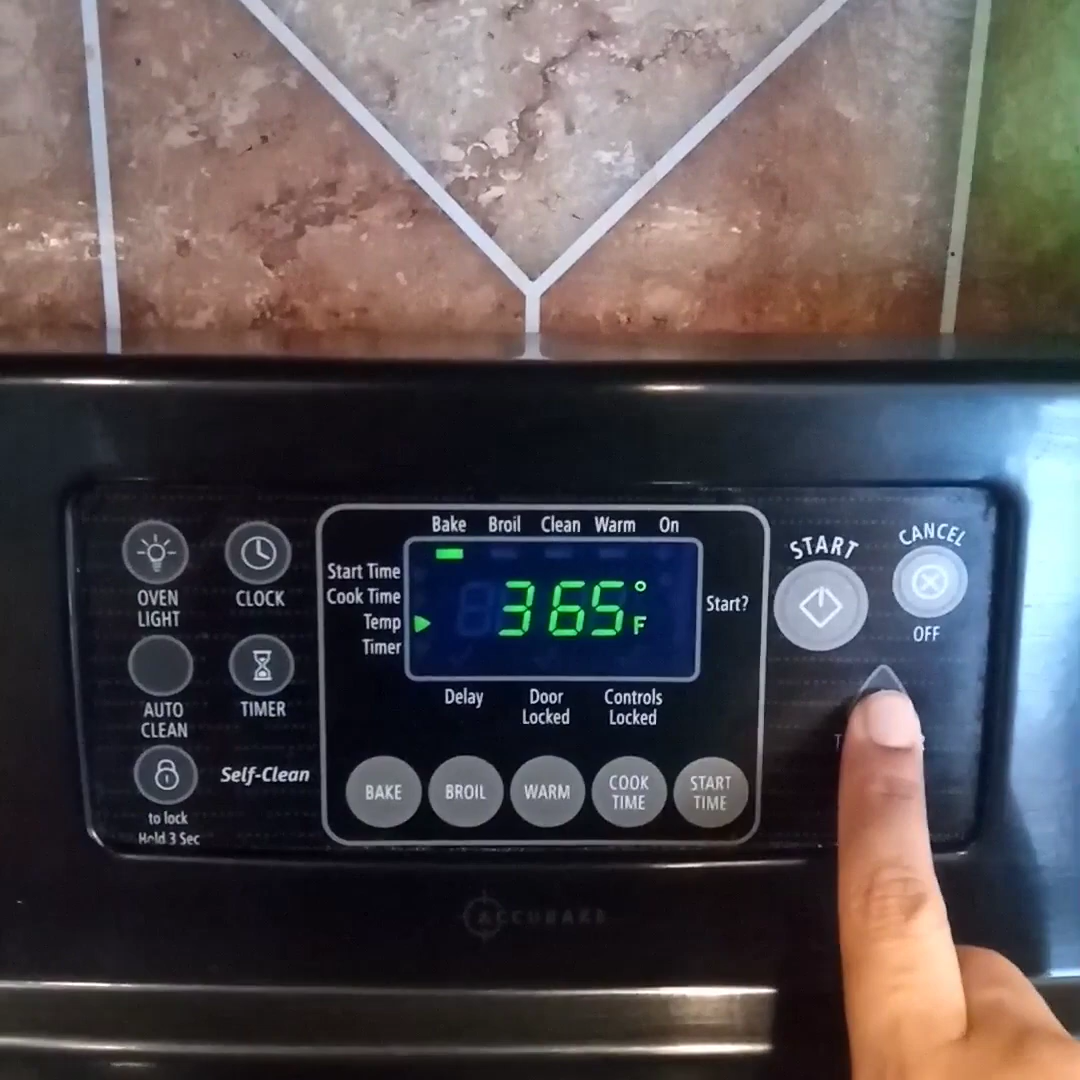 Bake Broil Clean Warm On
START
CANCEL
Start Time
Cook Time
Temp
Timer
365°F
Start?
OVEN
LIGHT
CLOCK
OFF
Delay
Door
Locked
Controls
Locked
AUTO
CLEAN
TIMER
Self-Clean
BAKE
BROIL
WARM
COOK
TIME
START
TIME
to lock
Hold 3 Sec
ACCUBAKE